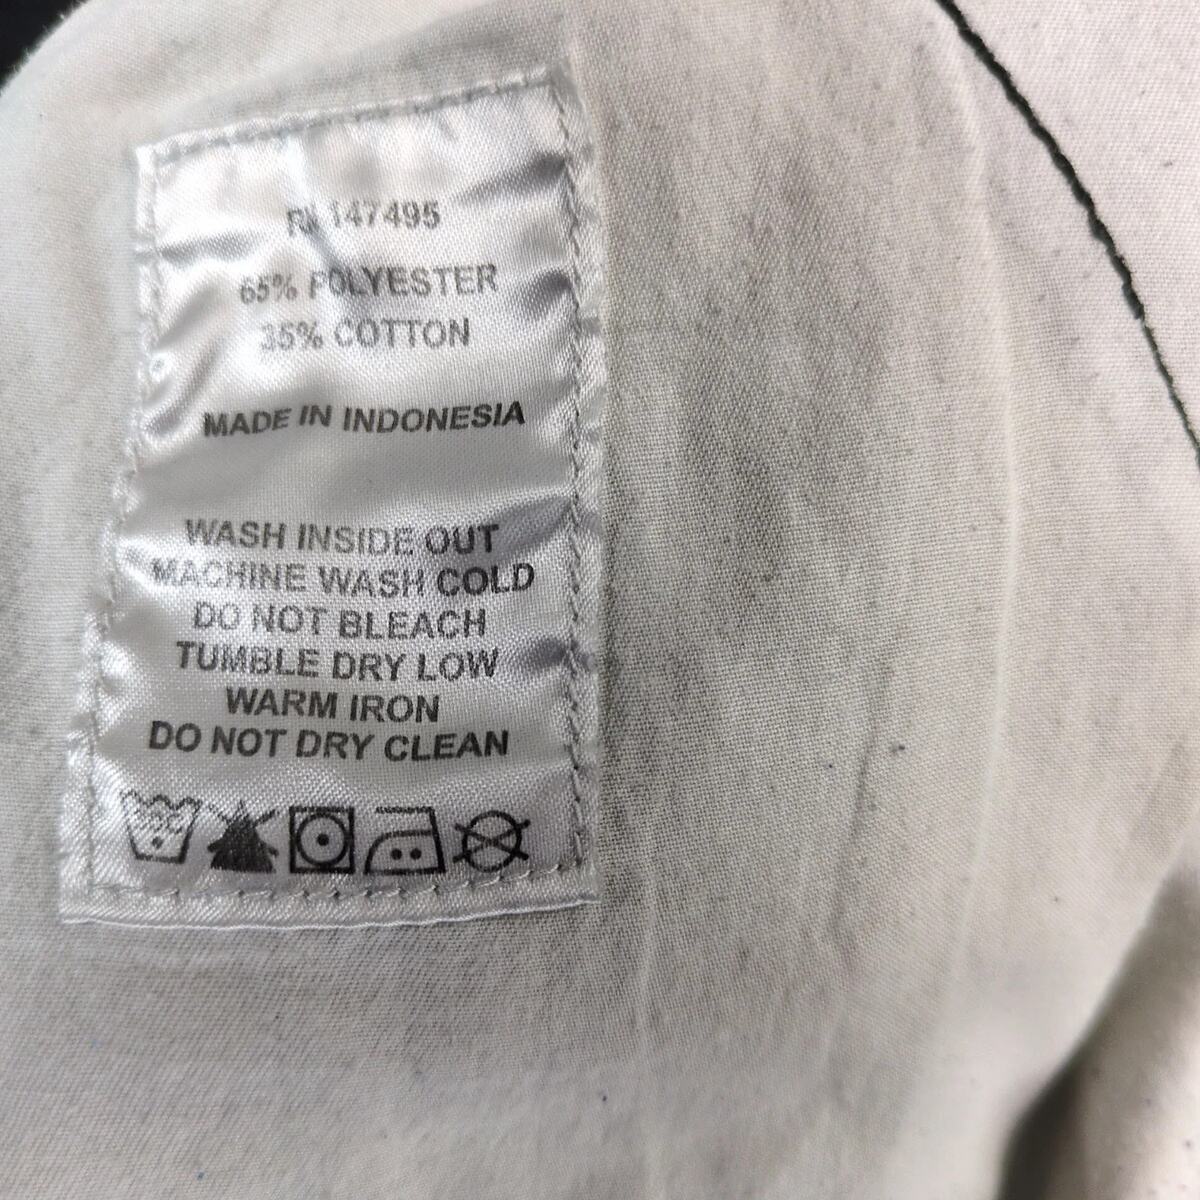 RN 147495
65% POLYESTER
35% COTTON
MADE IN INDONESIA
WASH INSIDE OUT
MACHINE WASH COLD
DO NOT BLEACH
TUMBLE DRY LOW
WARM IRON
DO NOT DRY CLEAN